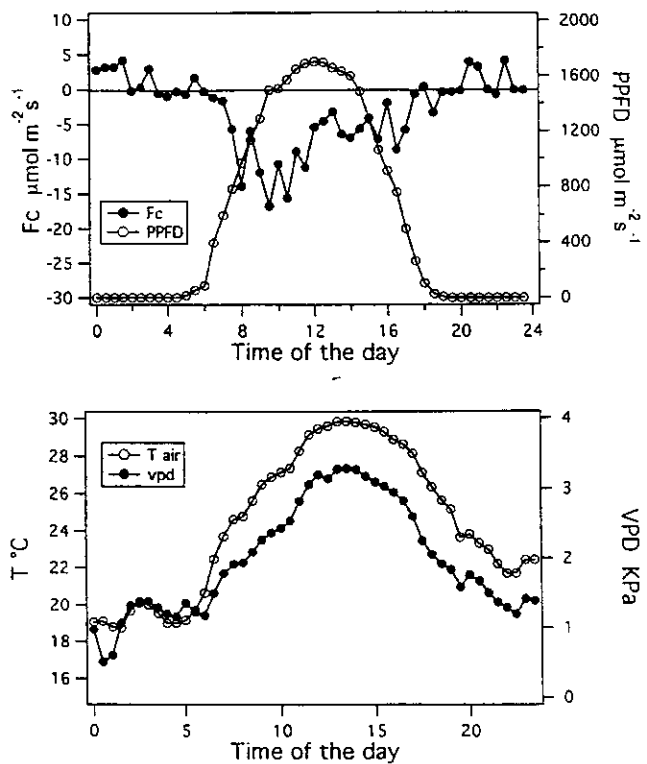 10
5
0
-5
-10
-15
-20
-25
-30
Fc μmol m⁻² s⁻¹
Fc
PPFD
2000
1600
1200
800
400
0
PPFD μmol m⁻² s⁻¹
0 4 8 12 16 20 24
Time of the day
30
28
26
24
22
20
18
16
T °C
T air
vpd
4
3
2
1
0
VPD KPa
0 5 10 15 20
Time of the day